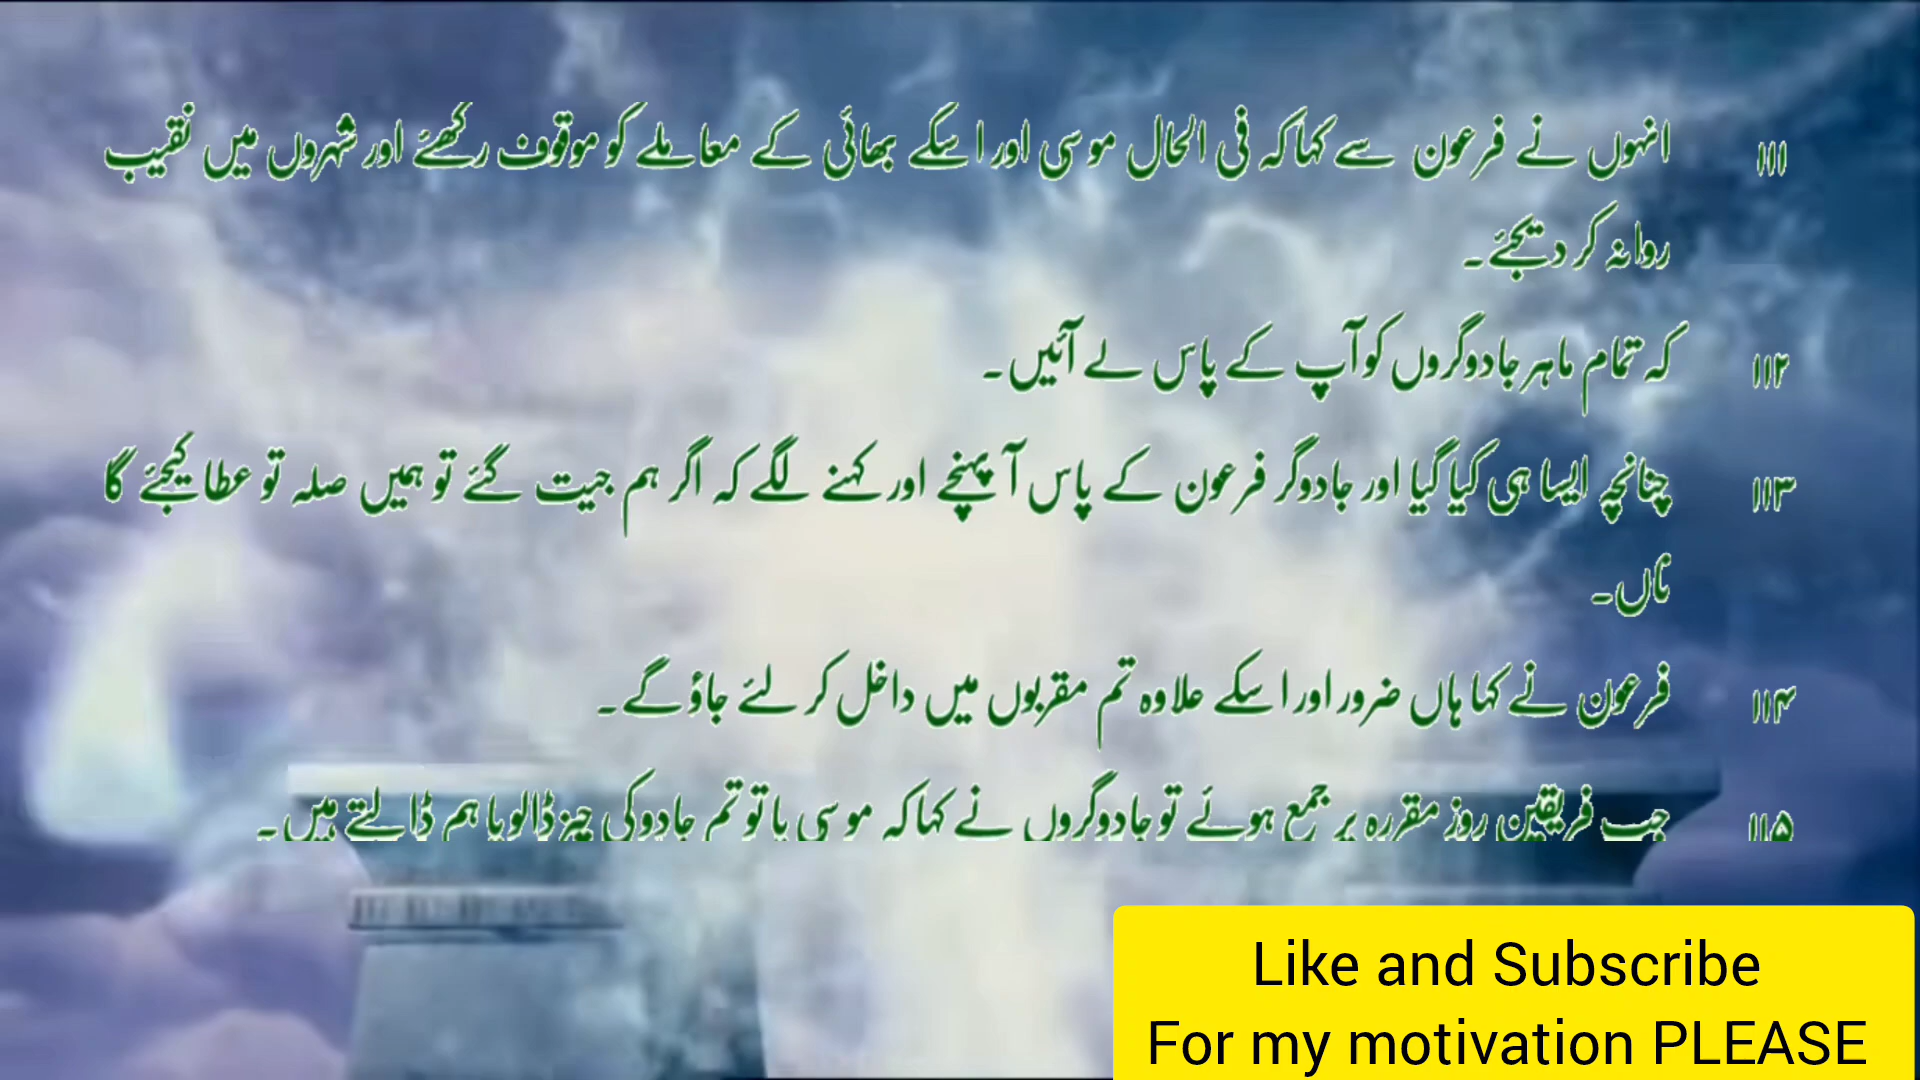 ۱۱۱ انہوں نے فرعون سے کہا کہ فی الحال موسی اور اسکے بھائی کے معاملے کو موقوف رکھئے اور شہروں میں نقیب
روانہ کر دیجئے۔
۱۱۲ کہ تمام ماہر جادوگروں کو آپ کے پاس لے آئیں۔
۱۱۳ چنانچہ ایسا ہی کیا گیا اور جادوگر فرعون کے پاس آ پہنچے اور کہنے لگے کہ اگر ہم جیت گئے تو ہمیں صلہ تو عطا کیجئے گا
ناں۔
۱۱۴ فرعون نے کہا ہاں ضرور اور اسکے علاوہ تم مقربوں میں داخل کر لئے جاؤ گے۔
۱۱۵ جب فریقین روز مقررہ پر جمع ہوئے تو جادوگروں نے کہا کہ موسی یا تو تم جادو کی چیز ڈالو یا ہم ڈالتے ہیں۔
Like and Subscribe
For my motivation PLEASE